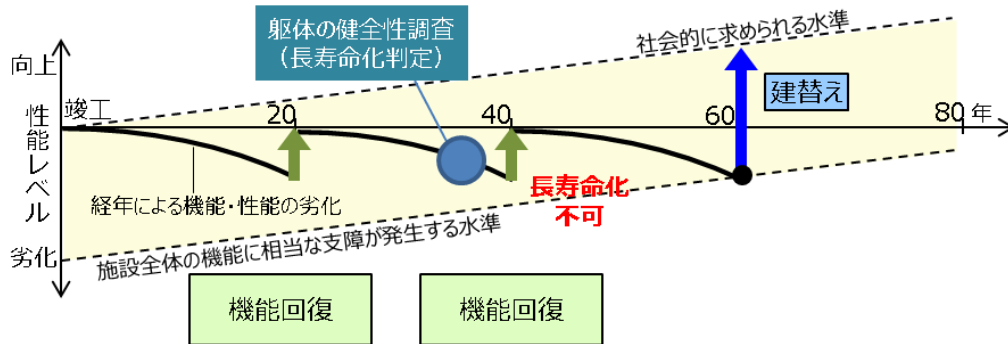 躯体の健全性調査
（長寿命化判定）
社会的に求められる水準
向上
性能レベル
劣化
竣工
20
40
60
80 年
建替え
経年による機能・性能の劣化
長寿命化
不可
施設全体の機能に相当な支障が発生する水準
機能回復
機能回復